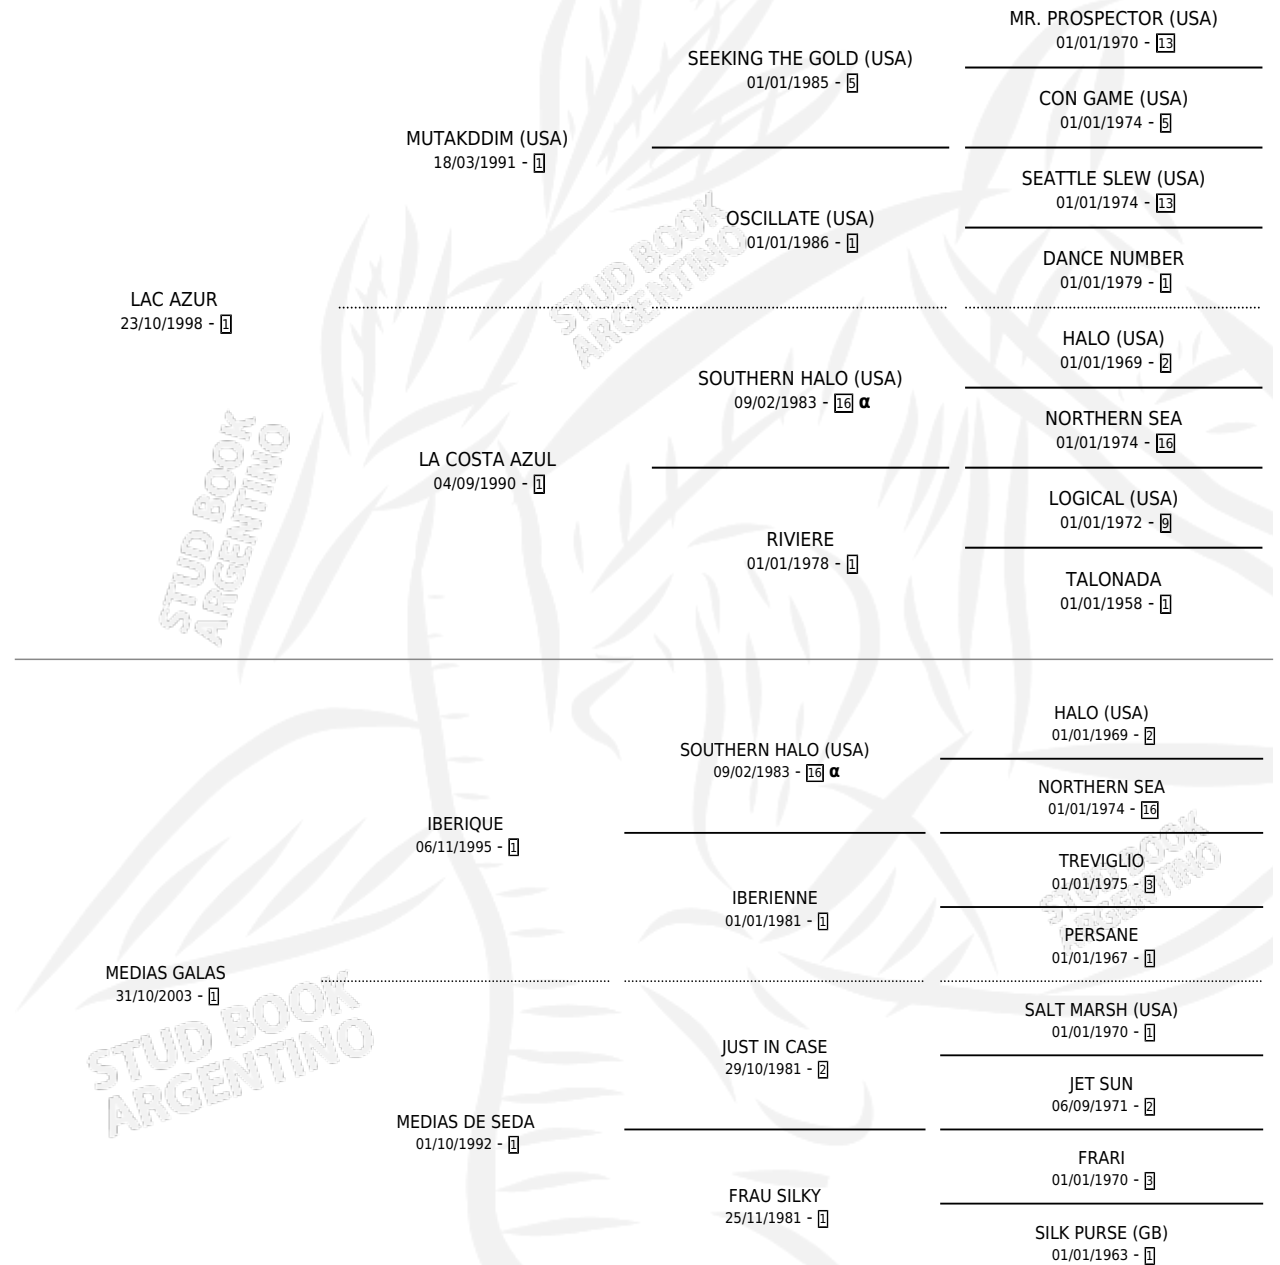 MR. PROSPECTOR (USA)
01/01/1970 - 13
SEEKING THE GOLD (USA)
01/01/1985 - 5
CON GAME (USA)
01/01/1974 - 5
MUTAKDDIM (USA)
18/03/1991 - 1
SEATTLE SLEW (USA)
01/01/1974 - 13
OSCILLATE (USA)
01/01/1986 - 1
DANCE NUMBER
01/01/1979 - 1
STUD BOOK
ARGENTINO
LAC AZUR
23/10/1998 - 1
HALO (USA)
01/01/1969 - 2
SOUTHERN HALO (USA)
09/02/1983 - 16 α
NORTHERN SEA
01/01/1974 - 16
LA COSTA AZUL
04/09/1990 - 1
LOGICAL (USA)
01/01/1972 - 9
RIVIERE
01/01/1978 - 1
TALONADA
01/01/1958 - 1
STUD BOOK
ARGENTINO
HALO (USA)
01/01/1969 - 2
SOUTHERN HALO (USA)
09/02/1983 - 16 α
NORTHERN SEA
01/01/1974 - 16
IBERIQUE
06/11/1995 - 1
TREVIGLIO
01/01/1975 - 3
IBERIENNE
01/01/1981 - 1
PERSANE
01/01/1967 - 1
STUD BOOK
ARGENTINO
MEDIAS GALAS
31/10/2003 - 1
SALT MARSH (USA)
01/01/1970 - 1
JUST IN CASE
29/10/1981 - 2
JET SUN
06/09/1971 - 2
STUD BOOK
ARGENTINO
MEDIAS DE SEDA
01/10/1992 - 1
FRARI
01/01/1970 - 3
FRAU SILKY
25/11/1981 - 1
SILK PURSE (GB)
01/01/1963 - 1